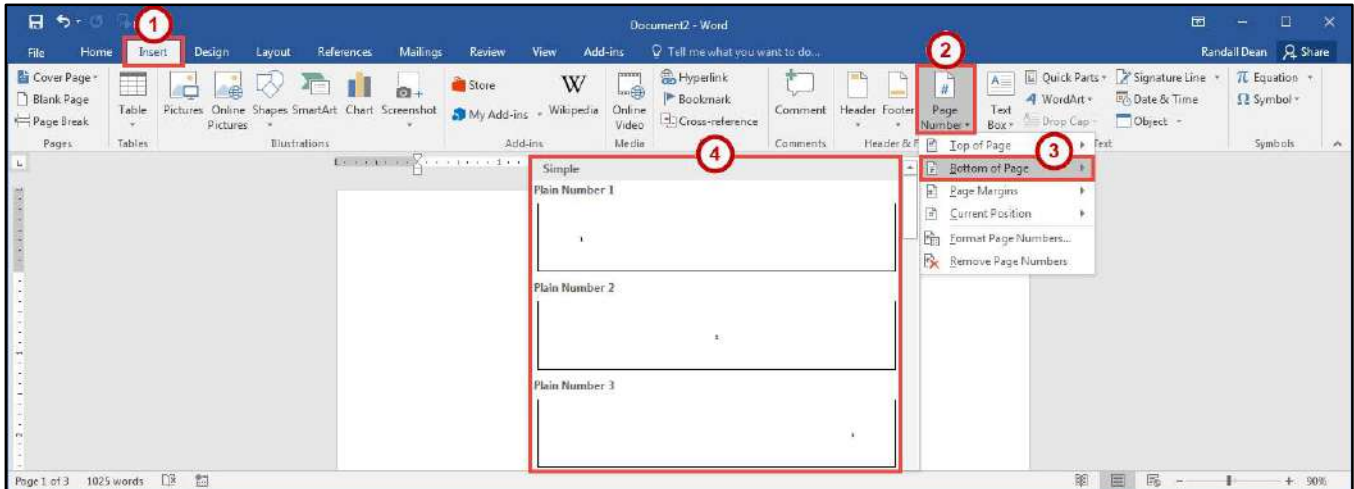 1
Document2 - Word
File Home Insert Design Layout References Mailings Review View Add-ins Tell me what you want to do... 2 Randall Dean Share
Cover Page
Blank Page
Page Break
Pages
Table
Tables
Pictures Online Pictures Shapes SmartArt Chart Screenshot
Illustrations
Store
My Add-ins
Wikipedia
Add-ins
Online Video
Media
Hyperlink
Bookmark
Cross-reference
Comment
Comments
Header Footer Page Number
Header & F
Text Box
Quick Parts
WordArt
Drop Cap
Signature Line
Date & Time
Object
Text
Equation
Symbol
Symbols
Top of Page
3
Bottom of Page
Page Margins
Current Position
Format Page Numbers...
Remove Page Numbers
4
Simple
Plain Number 1
1
Plain Number 2
Plain Number 3
Page 1 of 3 1025 words 90%